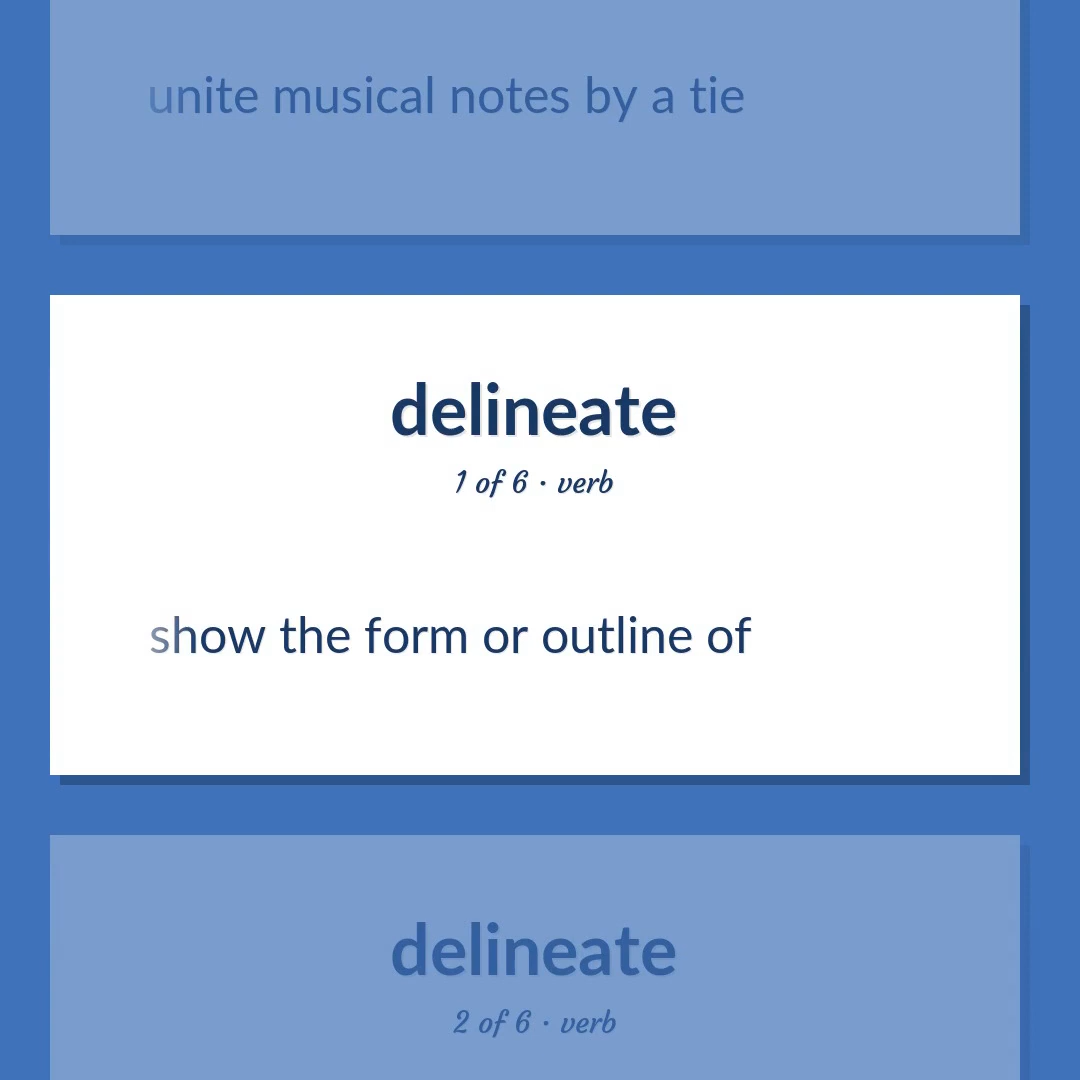 unite musical notes by a tie
delineate
1 of 6 · verb
show the form or outline of
delineate
2 of 6 · verb